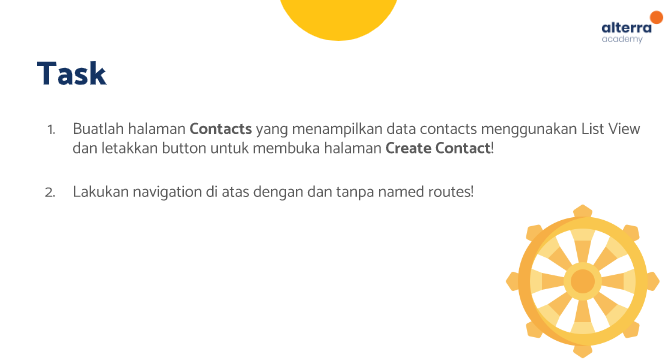 alterra
academy
Task
1. Buatlah halaman Contacts yang menampilkan data contacts menggunakan List View
dan letakkan button untuk membuka halaman Create Contact!
2. Lakukan navigation di atas dengan dan tanpa named routes!